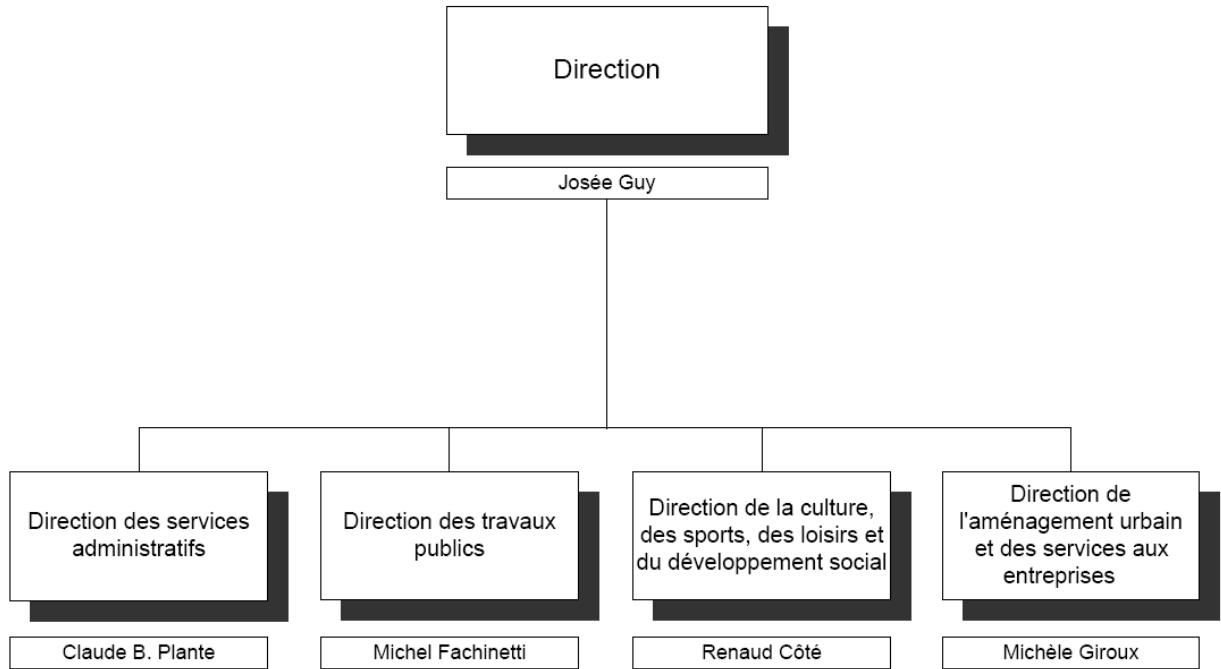 Direction
Josée Guy
Direction des services
administratifs
Claude B. Plante
Direction des travaux
publics
Michel Fachinetti
Direction de la culture,
des sports, des loisirs et
du développement social
Renaud Côté
Direction de
l'aménagement urbain
et des services aux
entreprises
Michèle Giroux